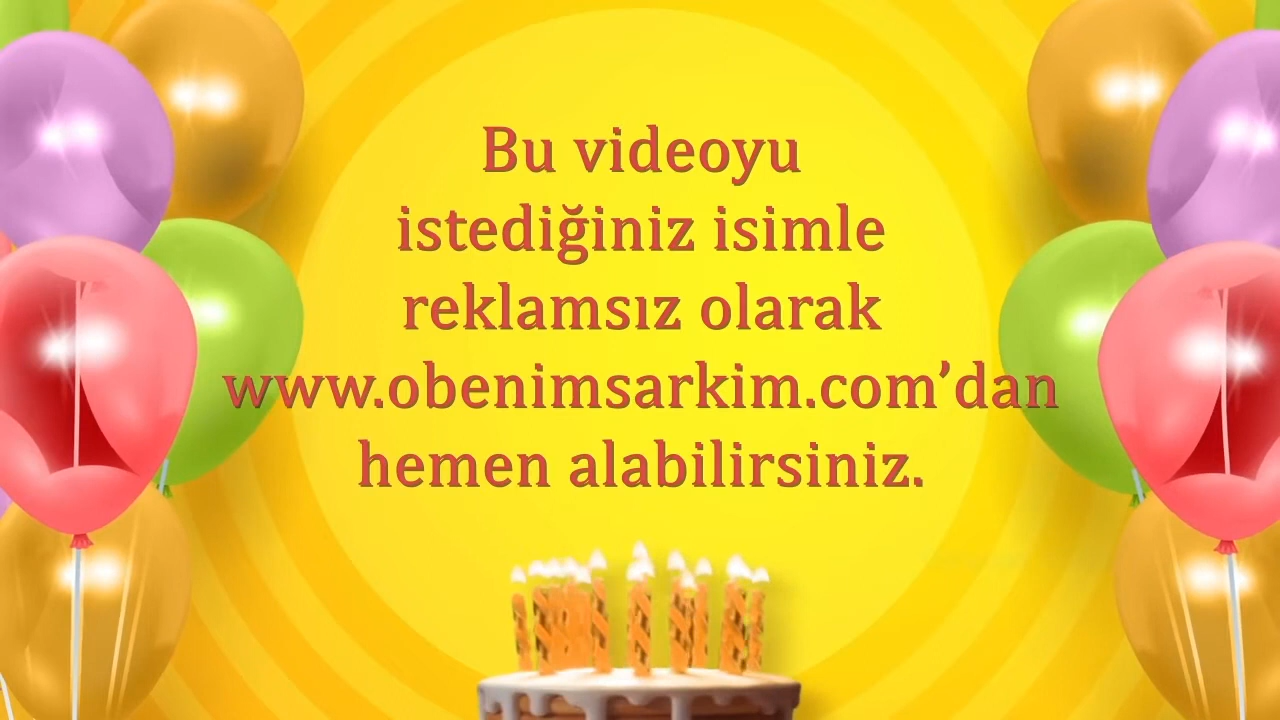 Bu videoyu
istediğiniz isimle
reklamsız olarak
www.obenimsarkim.com’dan
hemen alabilirsiniz.